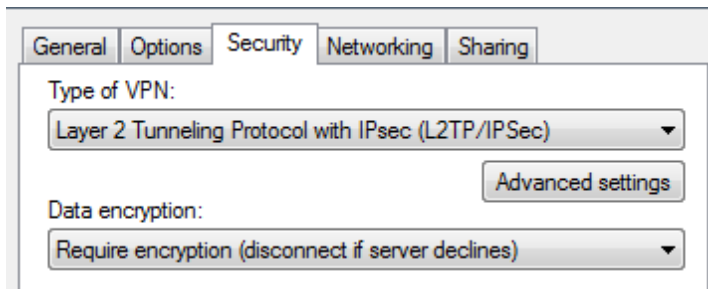 General Options Security Networking Sharing
Type of VPN:
Layer 2 Tunneling Protocol with IPsec (L2TP/IPSec)
Advanced settings
Data encryption:
Require encryption (disconnect if server declines)